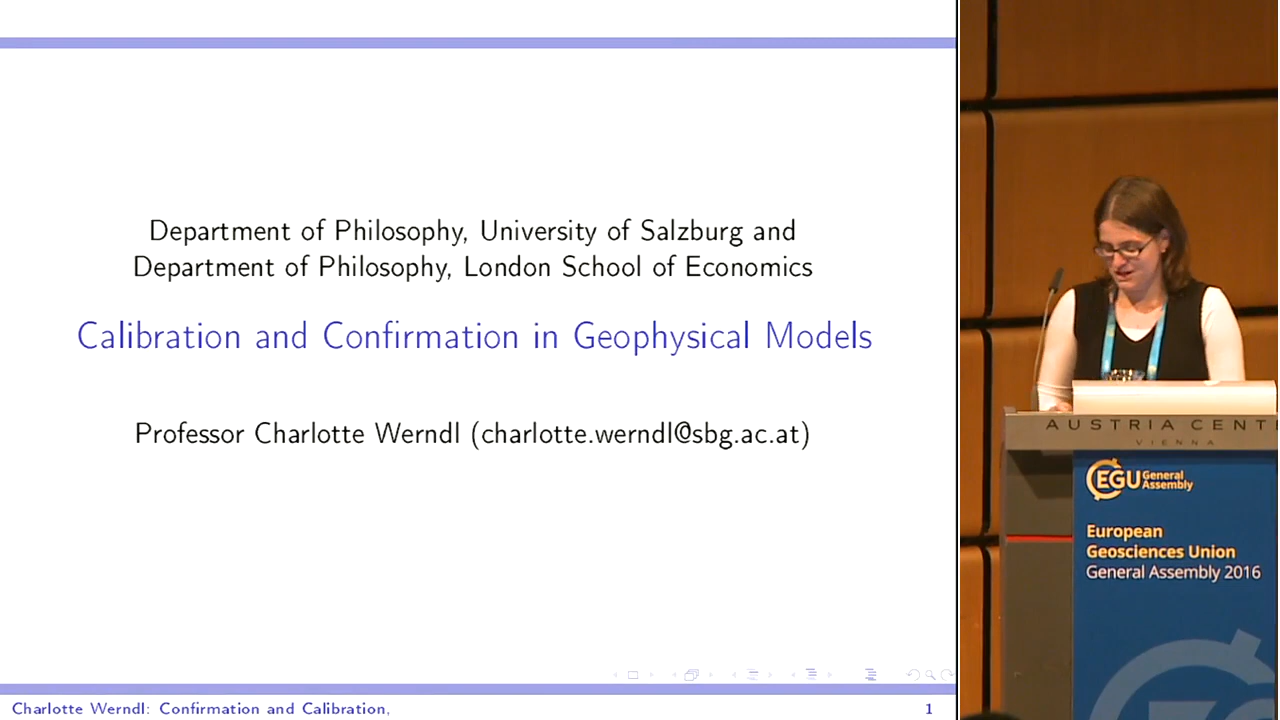 Department of Philosophy, University of Salzburg and
Department of Philosophy, London School of Economics
Calibration and Confirmation in Geophysical Models
Professor Charlotte Werndl (charlotte.werndl@sbg.ac.at)
Charlotte Werndl: Confirmation and Calibration,
1
AUSTRIA CENT
VIENNA
EGU General
Assembly
European
Geosciences Union
General Assembly 2016
EGU